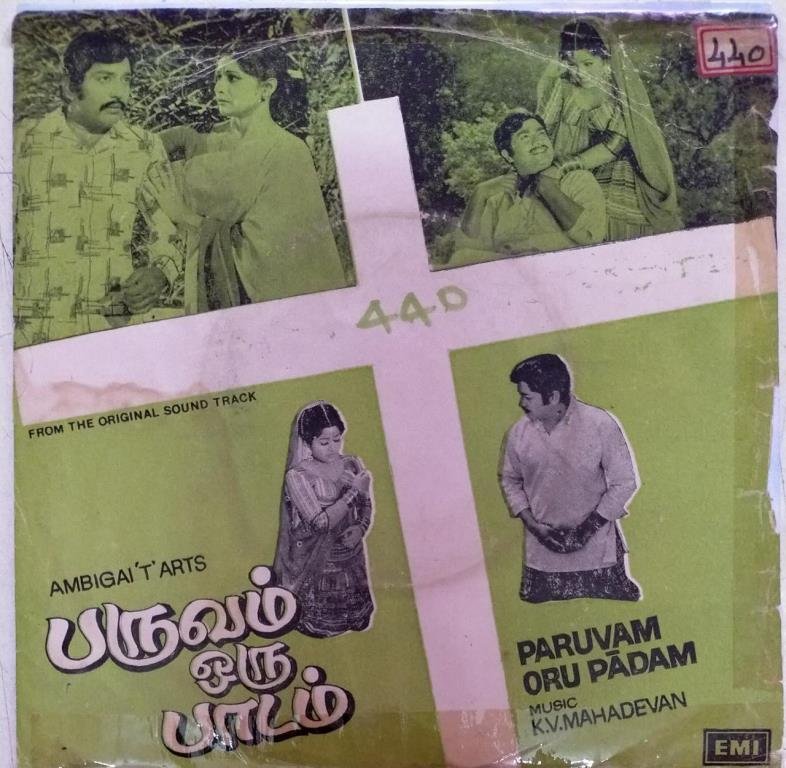 440
440
FROM THE ORIGINAL SOUND TRACK
AMBIGAI 'T' ARTS
பருவம்
ஒரு
பாடம்
PARUVAM
ORU PĀDAM
MUSIC
K.V.MAHADEVAN
EMI